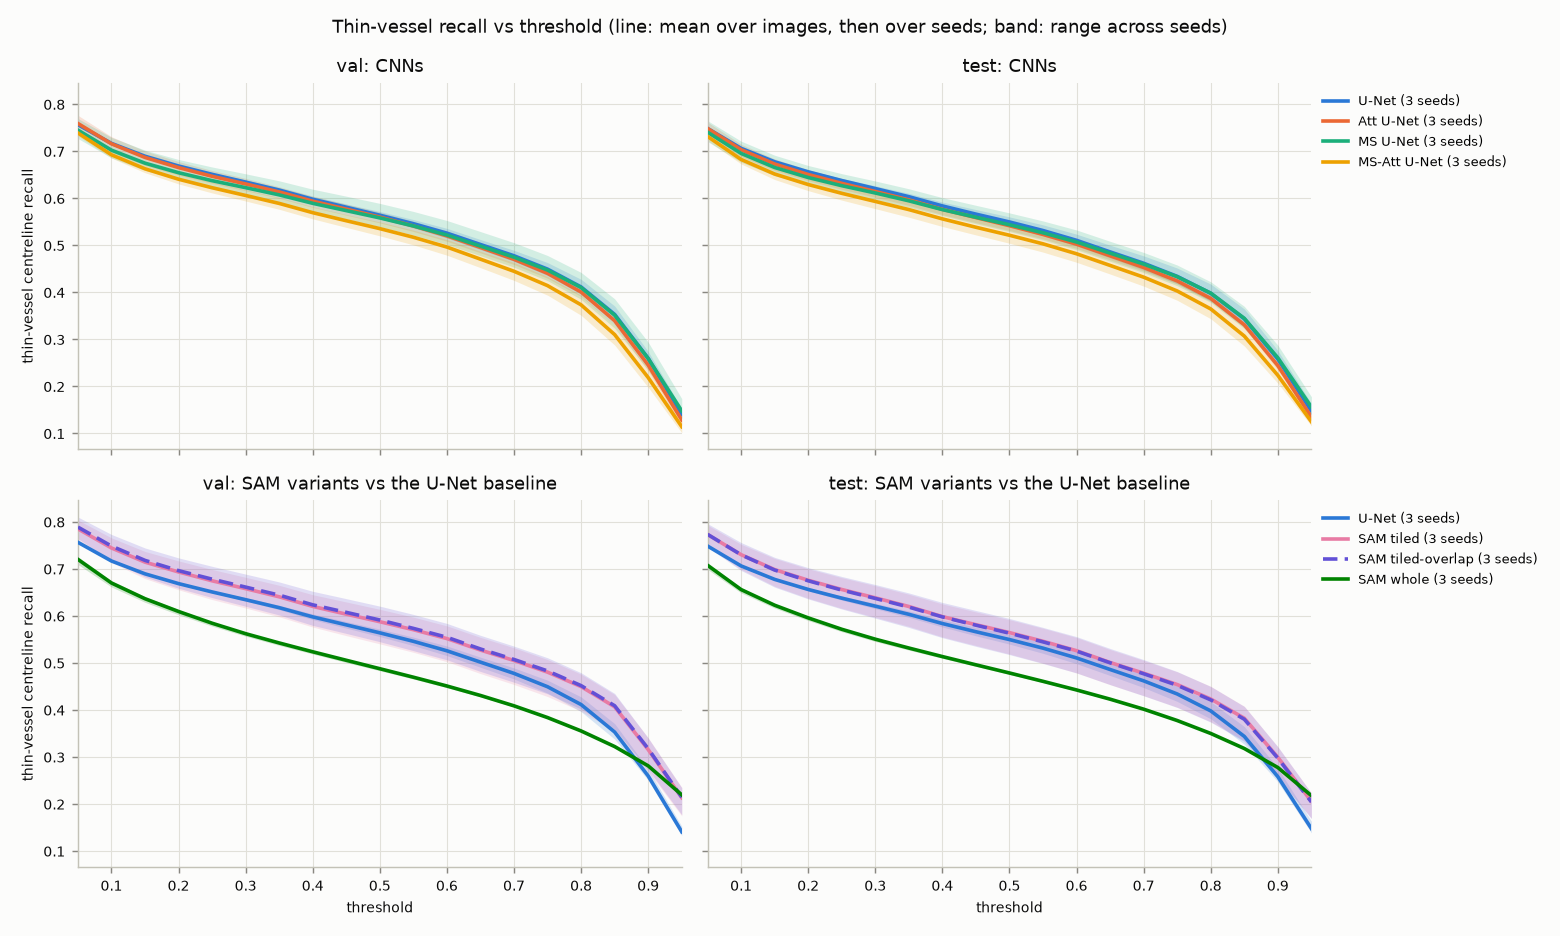 Thin-vessel recall vs threshold (line: mean over images, then over seeds; band: range across seeds)
val: CNNs
test: CNNs
thin-vessel centreline recall
0.8
0.7
0.6
0.5
0.4
0.3
0.2
0.1
U-Net (3 seeds)
Att U-Net (3 seeds)
MS U-Net (3 seeds)
MS-Att U-Net (3 seeds)
val: SAM variants vs the U-Net baseline
test: SAM variants vs the U-Net baseline
thin-vessel centreline recall
0.8
0.7
0.6
0.5
0.4
0.3
0.2
0.1
U-Net (3 seeds)
SAM tiled (3 seeds)
SAM tiled-overlap (3 seeds)
SAM whole (3 seeds)
0.1 0.2 0.3 0.4 0.5 0.6 0.7 0.8 0.9
0.1 0.2 0.3 0.4 0.5 0.6 0.7 0.8 0.9
threshold
threshold